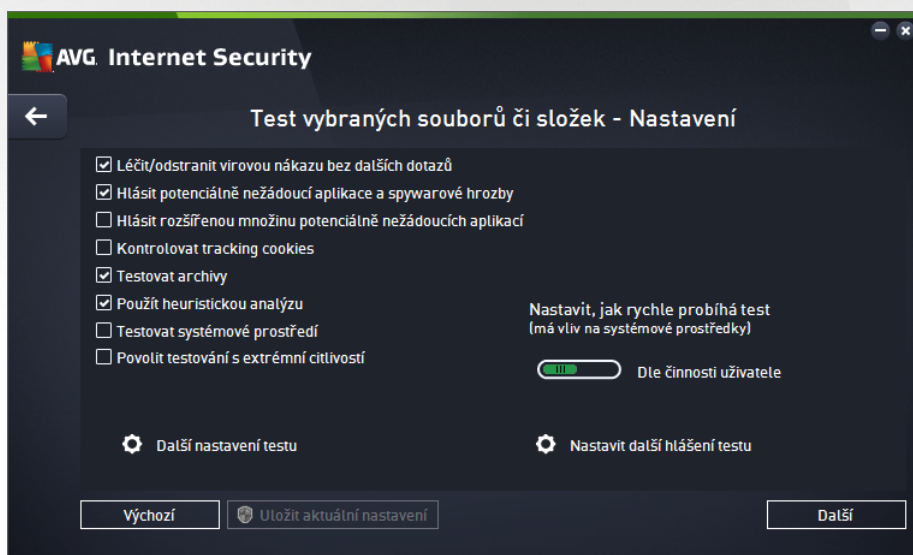 AVG. Internet Security
Test vybraných souborů či složek - Nastavení
Léčit/odstranit virovou nákazu bez dalších dotazů
Hlásit potenciálně nežádoucí aplikace a spywarové hrozby
Hlásit rozšířenou množinu potenciálně nežádoucích aplikací
Kontrolovat tracking cookies
Testovat archivy
Použít heuristickou analýzu
Testovat systémové prostředí
Povolit testování s extrémní citlivostí
Nastavit, jak rychle probíhá test
(má vliv na systémové prostředky)
Dle činnosti uživatele
Další nastavení testu
Nastavit další hlášení testu
Výchozí
Uložit aktuální nastavení
Další